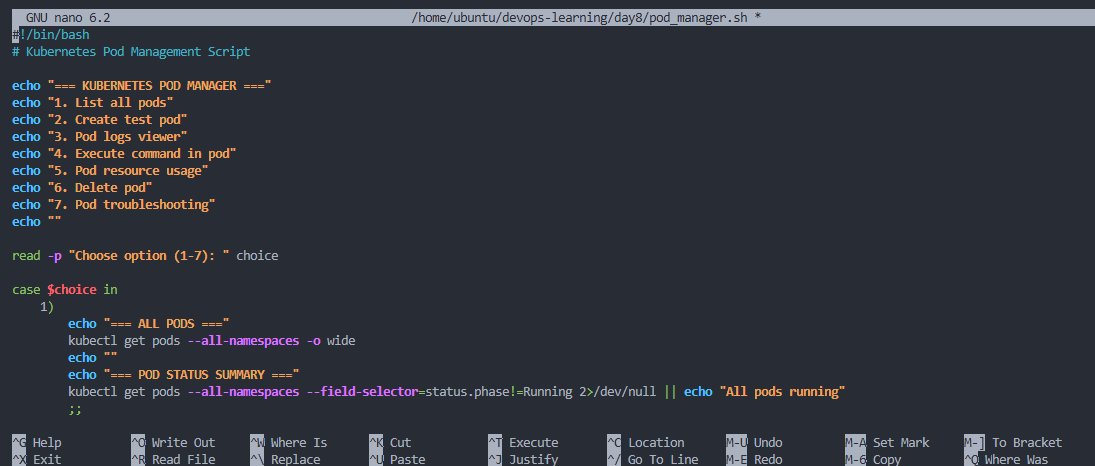 GNU nano 6.2 /home/ubuntu/devops-learning/day8/pod_manager.sh *
#!/bin/bash
# Kubernetes Pod Management Script

echo "=== KUBERNETES POD MANAGER ==="
echo "1. List all pods"
echo "2. Create test pod"
echo "3. Pod logs viewer"
echo "4. Execute command in pod"
echo "5. Pod resource usage"
echo "6. Delete pod"
echo "7. Pod troubleshooting"
echo ""

read -p "Choose option (1-7): " choice

case $choice in
    1)
        echo "=== ALL PODS ==="
        kubectl get pods --all-namespaces -o wide
        echo ""
        echo "=== POD STATUS SUMMARY ==="
        kubectl get pods --all-namespaces --field-selector=status.phase!=Running 2>/dev/null || echo "All pods running"
        ;;

^G Help ^O Write Out ^W Where Is ^K Cut ^T Execute ^C Location M-U Undo M-A Set Mark M-] To Bracket
^X Exit ^R Read File ^\ Replace ^U Paste ^J Justify ^/ Go To Line M-E Redo M-6 Copy ^Q Where Was